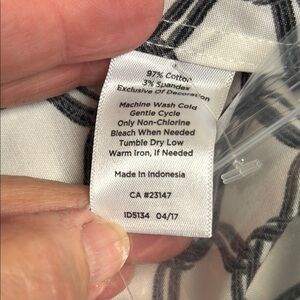 97% Cotton
3% Spandex
Exclusive Of Decoration
Machine Wash Cold
Gentle Cycle
Only Non-Chlorine
Bleach When Needed
Tumble Dry Low
Warm Iron, If Needed
Made In Indonesia
CA #23147
ID5134 04/17